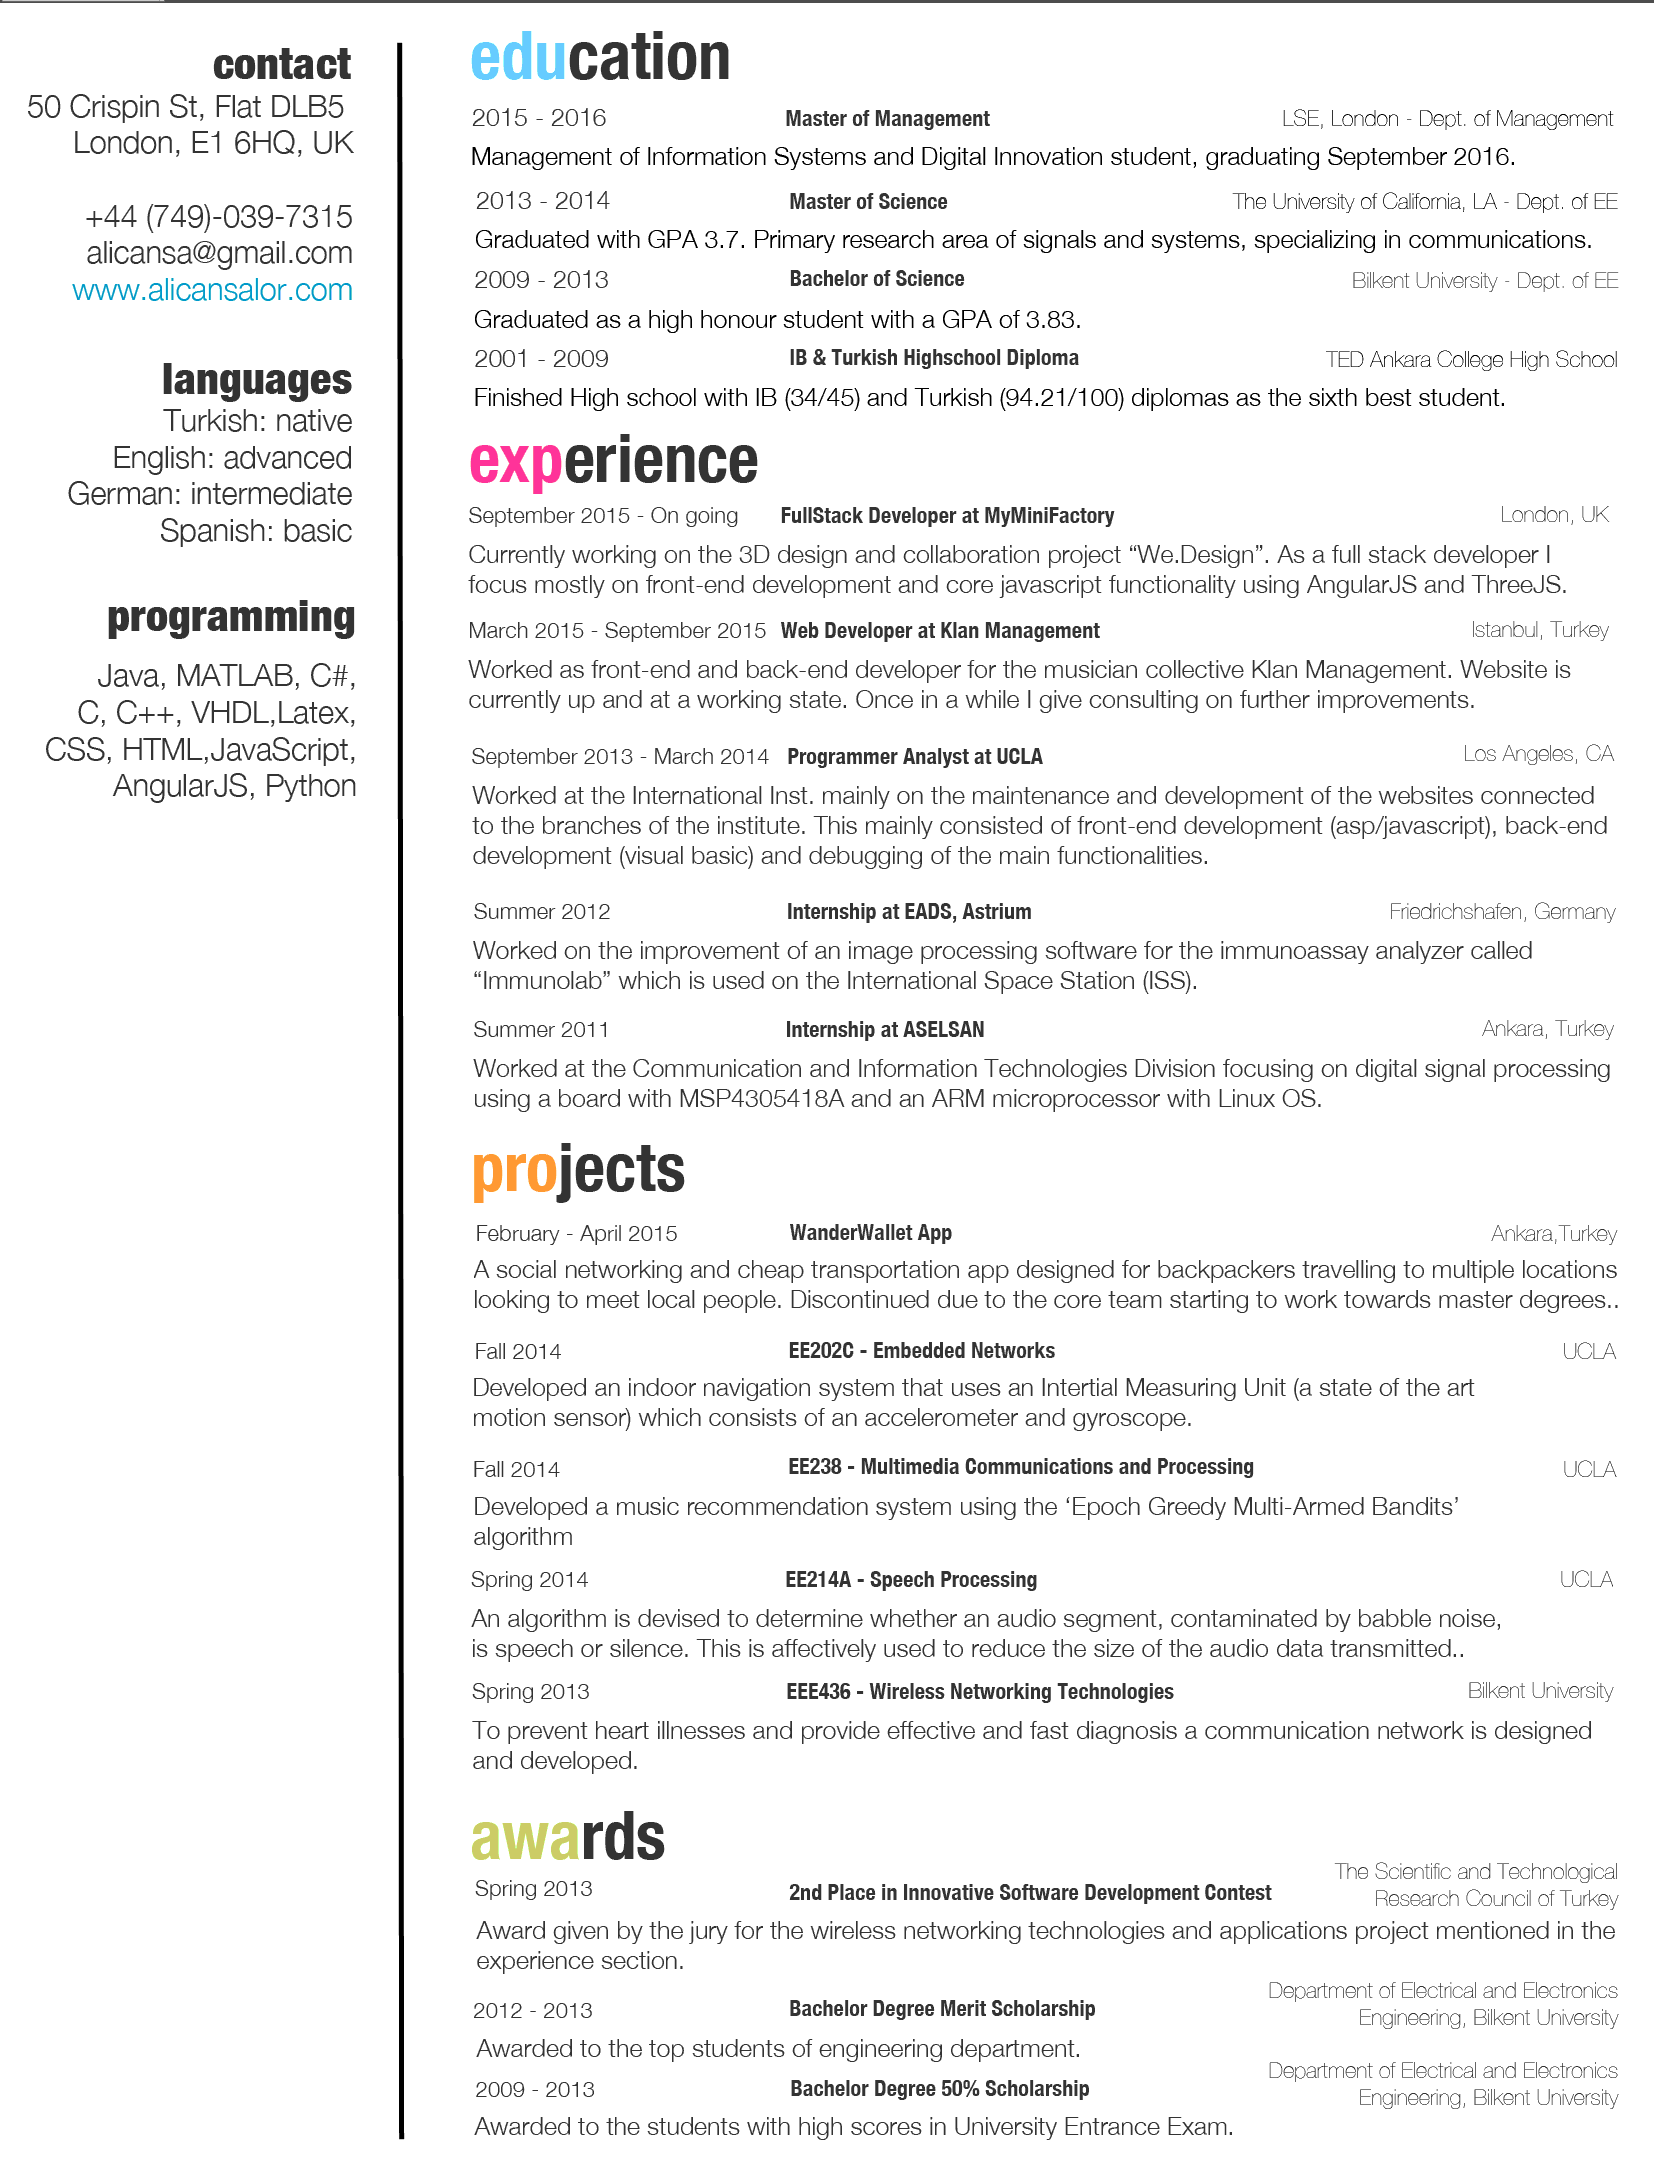 contact
50 Crispin St, Flat DLB5
London, E1 6HQ, UK
+44 (749)-039-7315
alicansa@gmail.com
www.alicansalor.com
languages
Turkish: native
English: advanced
German: intermediate
Spanish: basic
programming
Java, MATLAB, C#,
C, C++, VHDL,Latex,
CSS, HTML,JavaScript,
AngularJS, Python
education
2015 - 2016 Master of Management LSE, London - Dept. of Management
Management of Information Systems and Digital Innovation student, graduating September 2016.
2013 - 2014 Master of Science The University of California, LA - Dept. of EE
Graduated with GPA 3.7. Primary research area of signals and systems, specializing in communications.
2009 - 2013 Bachelor of Science Bilkent University - Dept. of EE
Graduated as a high honour student with a GPA of 3.83.
2001 - 2009 IB & Turkish Highschool Diploma TED Ankara College High School
Finished High school with IB (34/45) and Turkish (94.21/100) diplomas as the sixth best student.
experience
September 2015 - On going FullStack Developer at MyMiniFactory London, UK
Currently working on the 3D design and collaboration project “We.Design”. As a full stack developer I
focus mostly on front-end development and core javascript functionality using AngularJS and ThreeJS.
March 2015 - September 2015 Web Developer at Klan Management Istanbul, Turkey
Worked as front-end and back-end developer for the musician collective Klan Management. Website is
currently up and at a working state. Once in a while I give consulting on further improvements.
September 2013 - March 2014 Programmer Analyst at UCLA Los Angeles, CA
Worked at the International Inst. mainly on the maintenance and development of the websites connected
to the branches of the institute. This mainly consisted of front-end development (asp/javascript), back-end
development (visual basic) and debugging of the main functionalities.
Summer 2012 Internship at EADS, Astrium Friedrichshafen, Germany
Worked on the improvement of an image processing software for the immunoassay analyzer called
“Immunolab” which is used on the International Space Station (ISS).
Summer 2011 Internship at ASELSAN Ankara, Turkey
Worked at the Communication and Information Technologies Division focusing on digital signal processing
using a board with MSP4305418A and an ARM microprocessor with Linux OS.
projects
February - April 2015 WanderWallet App Ankara,Turkey
A social networking and cheap transportation app designed for backpackers travelling to multiple locations
looking to meet local people. Discontinued due to the core team starting to work towards master degrees..
Fall 2014 EE202C - Embedded Networks UCLA
Developed an indoor navigation system that uses an Intertial Measuring Unit (a state of the art
motion sensor) which consists of an accelerometer and gyroscope.
Fall 2014 EE238 - Multimedia Communications and Processing UCLA
Developed a music recommendation system using the ‘Epoch Greedy Multi-Armed Bandits’
algorithm
Spring 2014 EE214A - Speech Processing UCLA
An algorithm is devised to determine whether an audio segment, contaminated by babble noise,
is speech or silence. This is affectively used to reduce the size of the audio data transmitted..
Spring 2013 EEE436 - Wireless Networking Technologies Bilkent University
To prevent heart illnesses and provide effective and fast diagnosis a communication network is designed
and developed.
awards
The Scientific and Technological
Spring 2013 2nd Place in Innovative Software Development Contest Research Council of Turkey
Award given by the jury for the wireless networking technologies and applications project mentioned in the
experience section.
Department of Electrical and Electronics
2012 - 2013 Bachelor Degree Merit Scholarship Engineering, Bilkent University
Awarded to the top students of engineering department.
Department of Electrical and Electronics
2009 - 2013 Bachelor Degree 50% Scholarship Engineering, Bilkent University
Awarded to the students with high scores in University Entrance Exam.